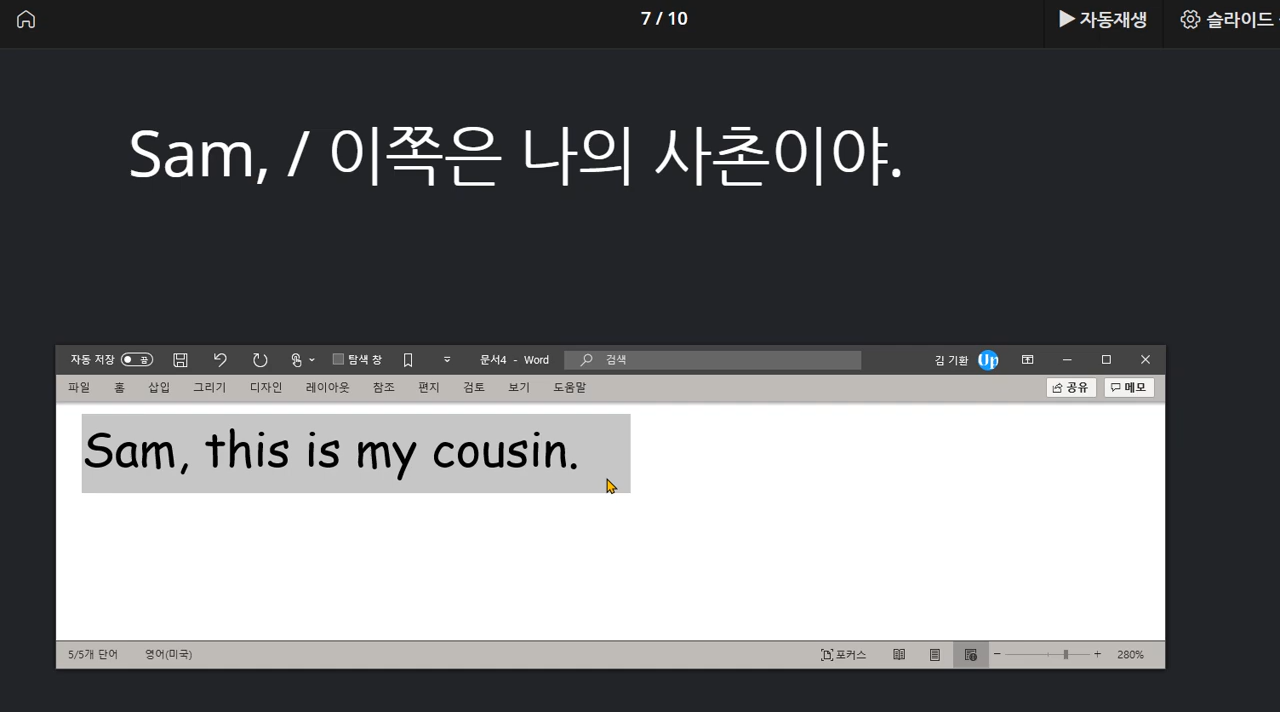 7 / 10
▶ 자동재생
슬라이드
Sam, / 이쪽은 나의 사촌이야.
자동 저장 끔 탐색 창 문서4 - Word 검색 김 기환 Up
파일 홈 삽입 그리기 디자인 레이아웃 참조 편지 검토 보기 도움말 공유 메모
Sam, this is my cousin.
5/5개 단어 영어(미국) 포커스 − + 280%